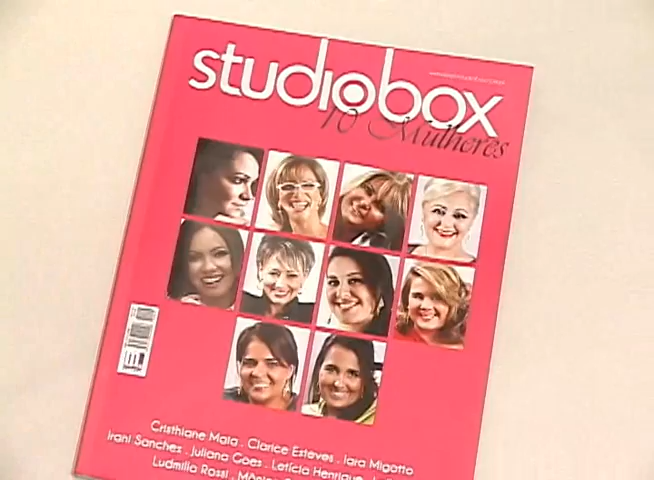 studiobox
10 Mulheres
Cristhiane Maia . Clarice Esteves . Iara Migotto
Irani Sanches . Juliana Goes . Letícia Henrique
Ludmilla Rossi .